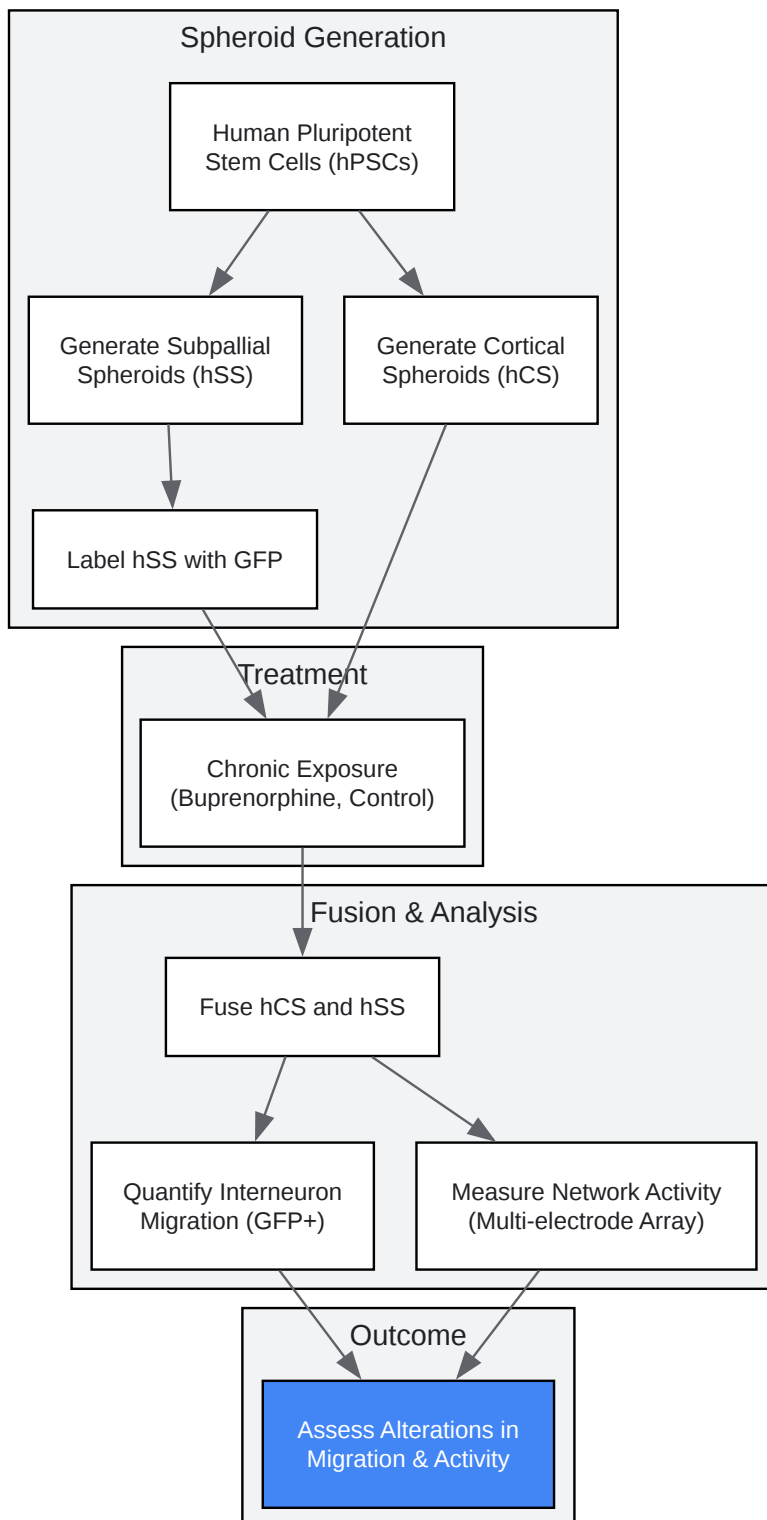 Spheroid Generation
Human Pluripotent
Stem Cells (hPSCs)
Generate Subpallial
Spheroids (hSS)
Generate Cortical
Spheroids (hCS)
Label hSS with GFP
Treatment
Chronic Exposure
(Buprenorphine, Control)
Fusion & Analysis
Fuse hCS and hSS
Quantify Interneuron
Migration (GFP+)
Measure Network Activity
(Multi-electrode Array)
Outcome
Assess Alterations in
Migration & Activity